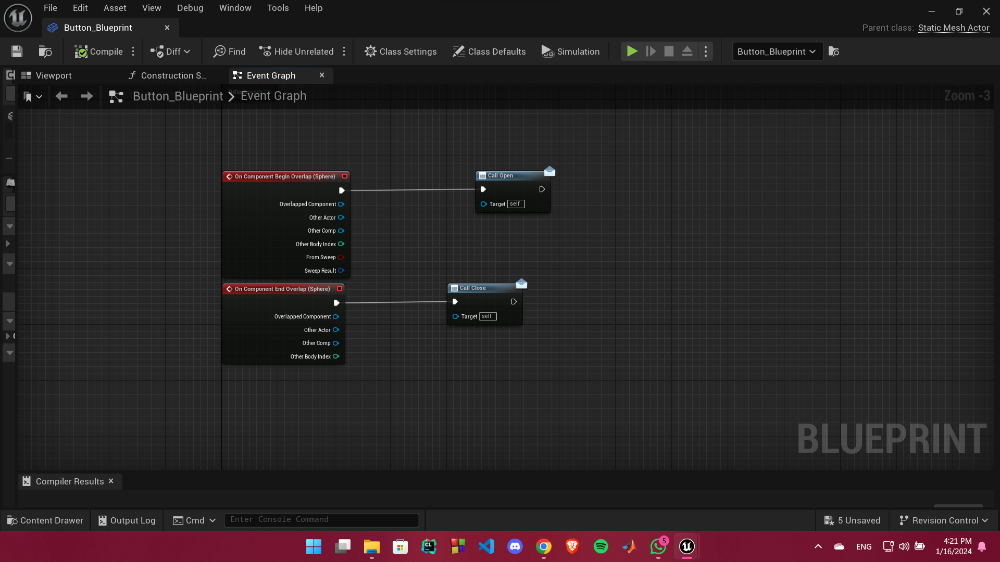 File Edit Asset View Debug Window Tools Help
Button_Blueprint
Parent class: Static Mesh Actor
Compile Diff Find Hide Unrelated Class Settings Class Defaults Simulation Button_Blueprint
Viewport Construction S... Event Graph
Delta Seconds
Button_Blueprint > Event Graph Zoom -3
On Component Begin Overlap (Sphere)
Overlapped Component
Other Actor
Other Comp
Other Body Index
From Sweep
Sweep Result
Call Open
Target self
On Component End Overlap (Sphere)
Overlapped Component
Other Actor
Other Comp
Other Body Index
Call Close
Target self
BLUEPRINT
Compiler Results
Content Drawer Output Log Cmd Enter Console Command 5 Unsaved Revision Control
CL
5
ENG
4:21 PM
1/16/2024